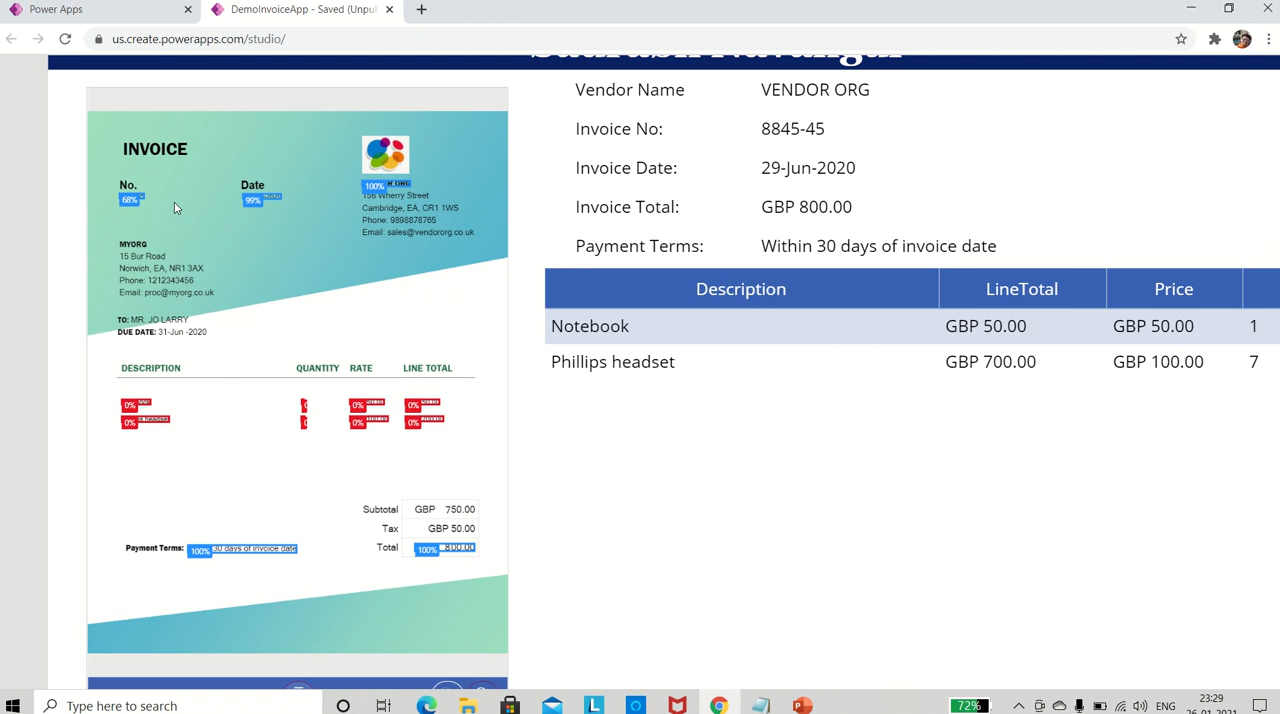 Power Apps
DemoInvoiceApp - Saved (Unpu
us.create.powerapps.com/studio/
INVOICE
No.
Date
68%
99%
100%
R ORG
156 Wherry Street
Cambridge, EA, CR1 1WS
Phone: 9898878765
Email: sales@vendororg.co.uk
MYORG
15 Bur Road
Norwich, EA, NR1 3AX
Phone: 1212343456
Email: proc@myorg.co.uk
TO: MR. JO LARRY
DUE DATE: 31-Jun -2020
DESCRIPTION QUANTITY RATE LINE TOTAL
0% 0% 0%
0% headset 0% 0%
Subtotal GBP 750.00
Tax GBP 50.00
Payment Terms: 100% 30 days of invoice date
Total 100% 800.00
Vendor Name VENDOR ORG
Invoice No: 8845-45
Invoice Date: 29-Jun-2020
Invoice Total: GBP 800.00
Payment Terms: Within 30 days of invoice date
Description LineTotal Price
Notebook GBP 50.00 GBP 50.00 1
Phillips headset GBP 700.00 GBP 100.00 7
Type here to search
72%
ENG
23:29
26-01-2021